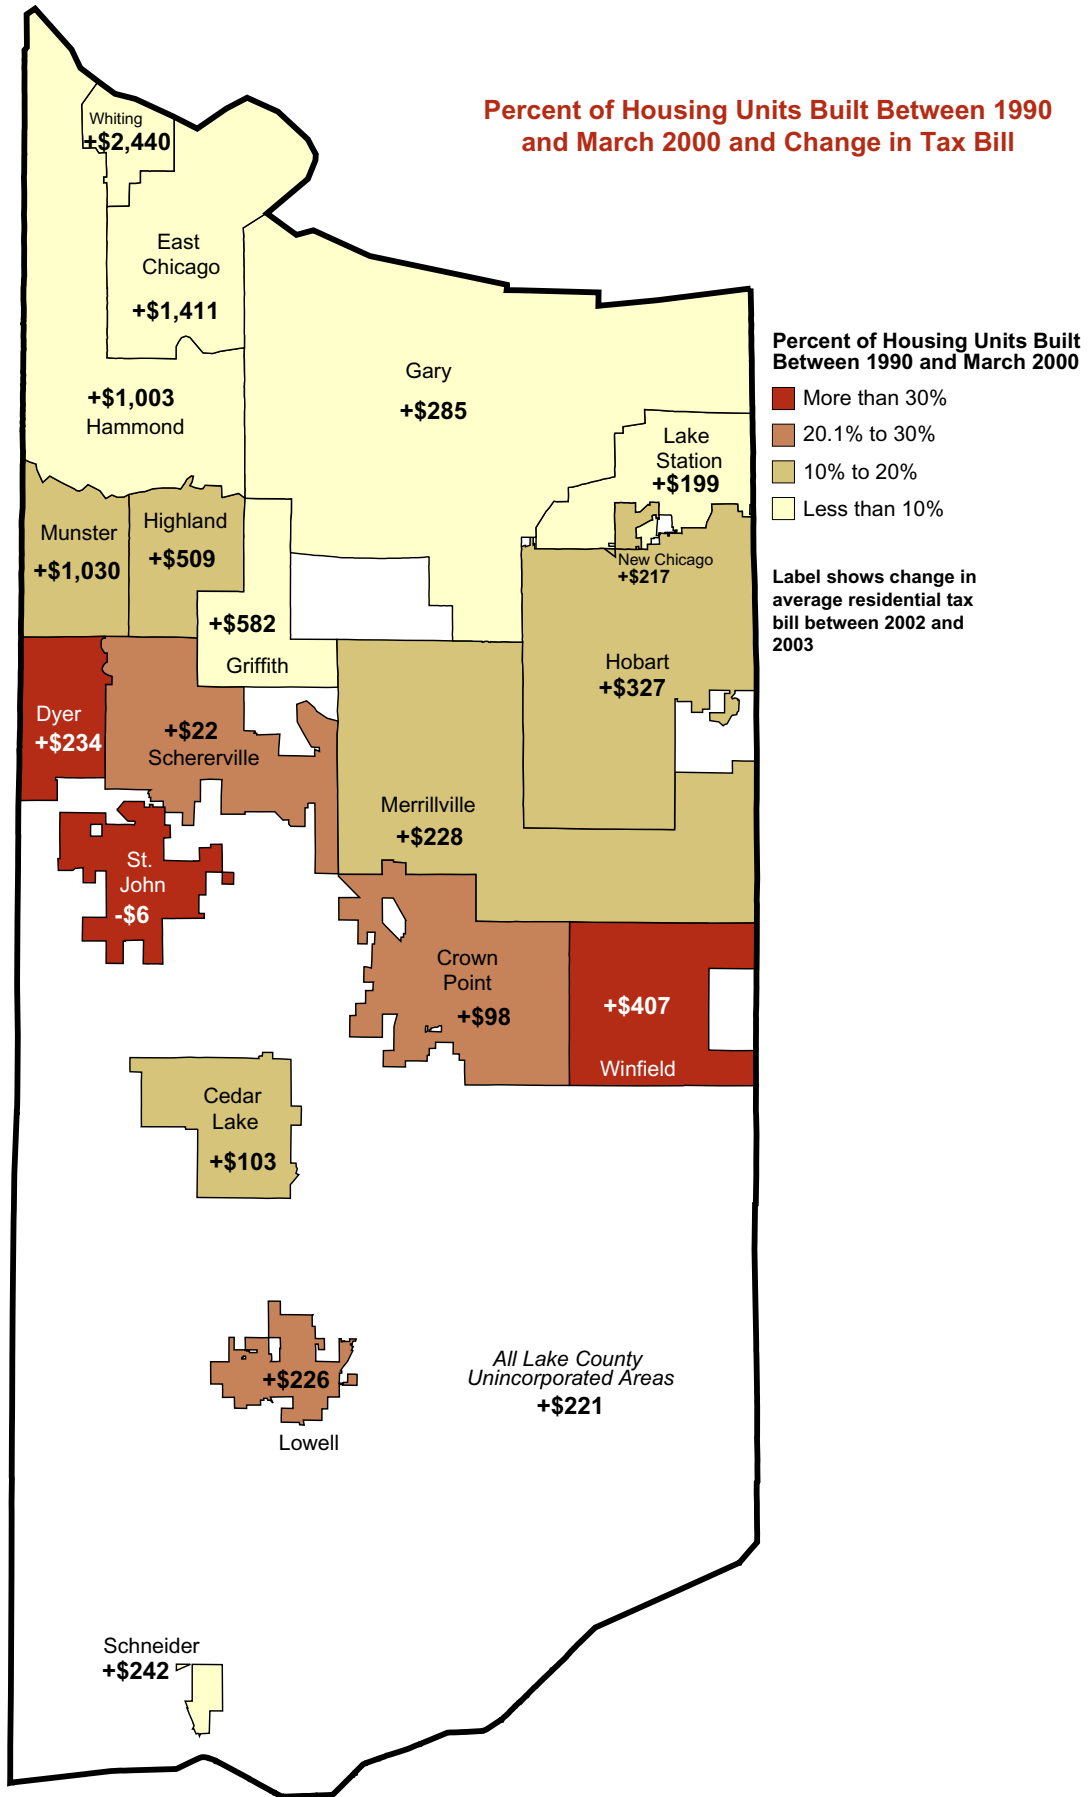 Percent of Housing Units Built Between 1990
and March 2000 and Change in Tax Bill
Whiting
+$2,440
East
Chicago
+$1,411
+$1,003
Hammond
Gary
+$285
Lake
Station
+$199
Percent of Housing Units Built
Between 1990 and March 2000
More than 30%
20.1% to 30%
10% to 20%
Less than 10%
Label shows change in
average residential tax
bill between 2002 and
2003
Munster
+$1,030
Highland
+$509
New Chicago
+$217
+$582
Griffith
Hobart
+$327
Dyer
+$234
+$22
Schererville
Merrillville
+$228
St.
John
-$6
Crown
Point
+$98
+$407
Winfield
Cedar
Lake
+$103
+$226
Lowell
All Lake County
Unincorporated Areas
+$221
Schneider
+$242